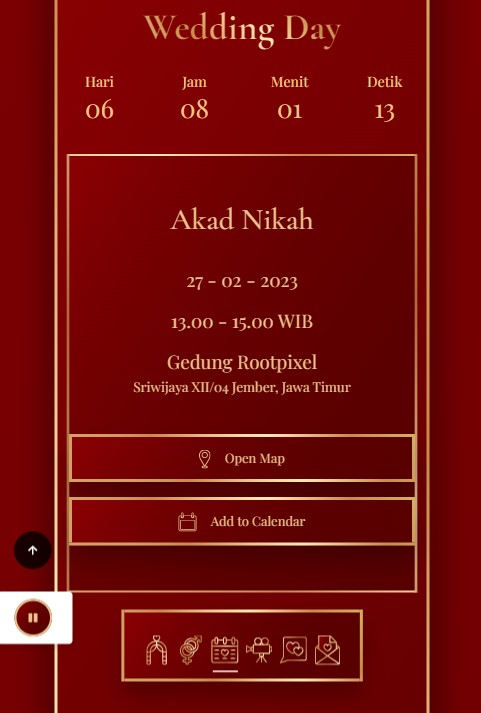 Wedding Day
Hari Jam Menit Detik
06 08 01 13
Akad Nikah
27 - 02 - 2023
13.00 - 15.00 WIB
Gedung Rootpixel
Sriwijaya XII/04 Jember, Jawa Timur
Open Map
Add to Calendar